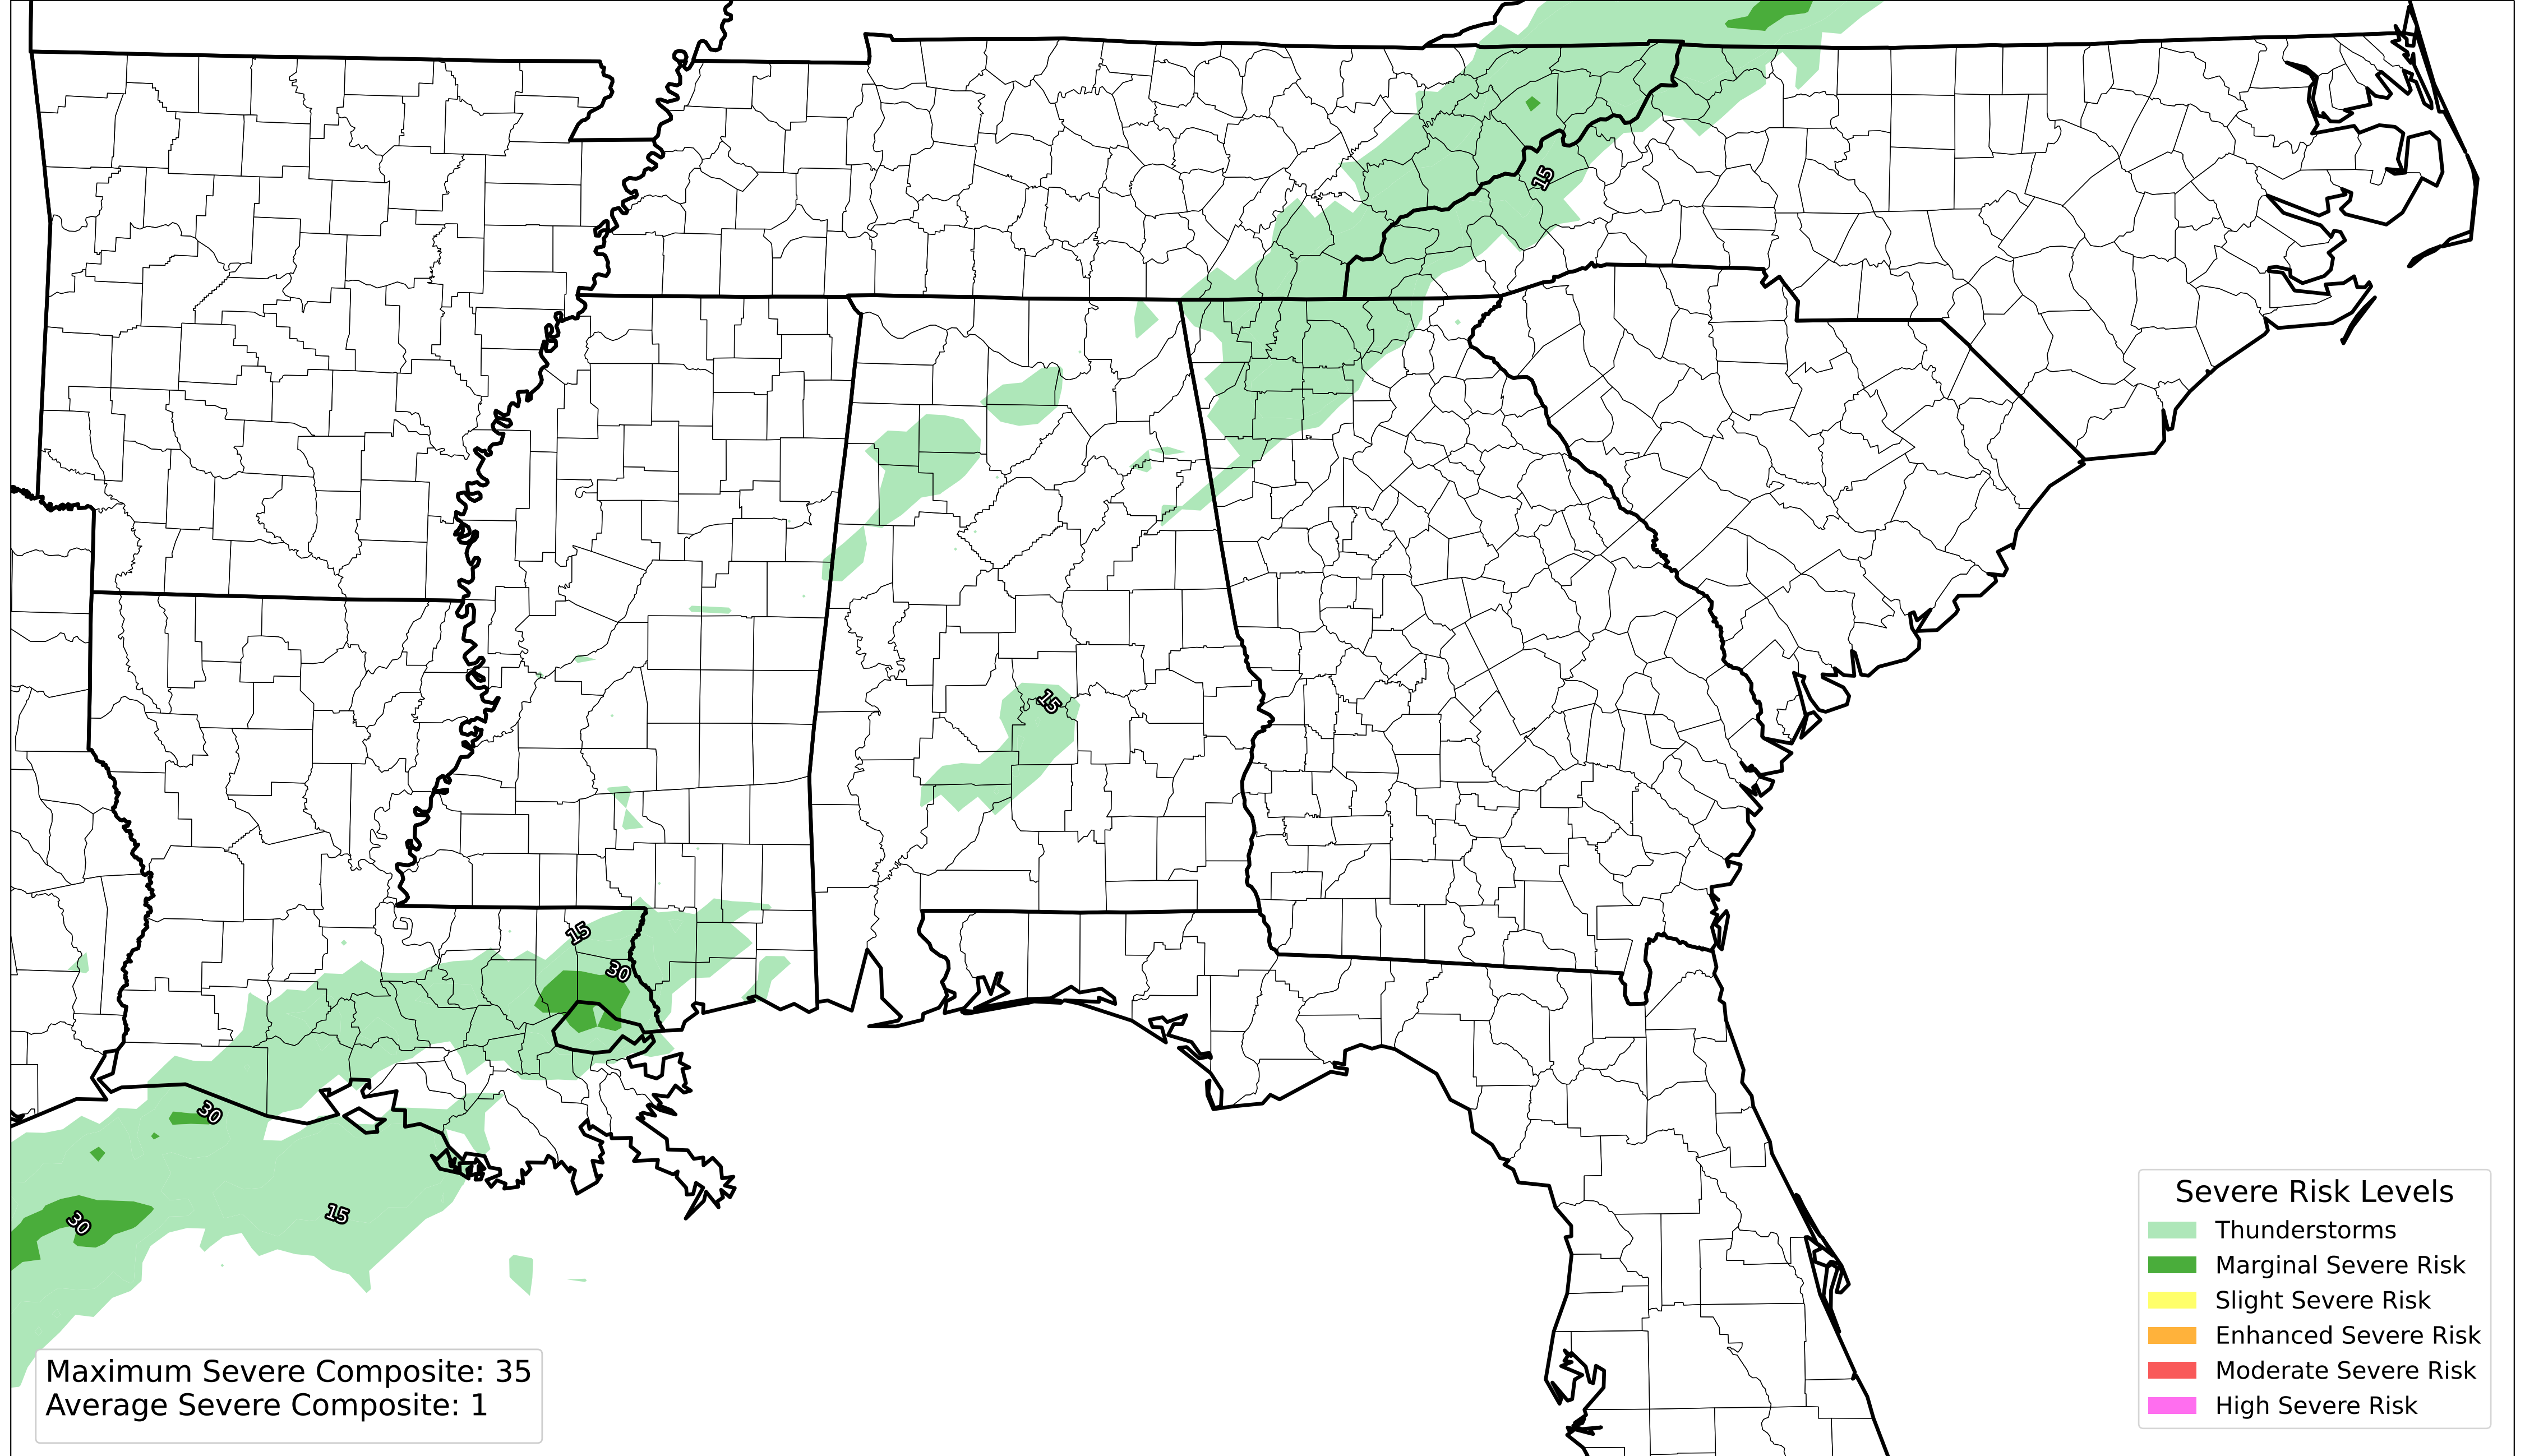 15
15
15
30
30
30
15
Severe Risk Levels
Thunderstorms
Marginal Severe Risk
Slight Severe Risk
Enhanced Severe Risk
Moderate Severe Risk
High Severe Risk
Maximum Severe Composite: 35
Average Severe Composite: 1